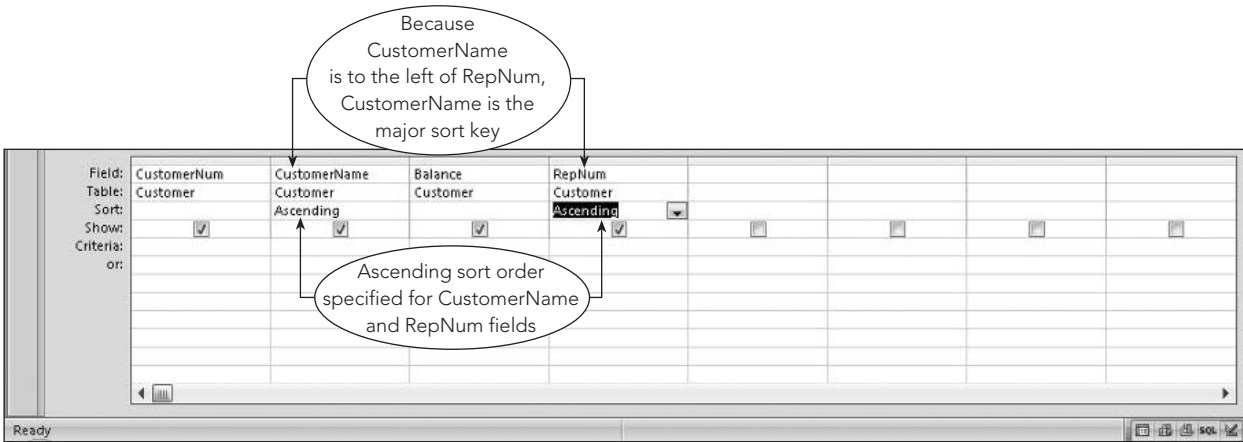 Because
CustomerName
is to the left of RepNum,
CustomerName is the
major sort key
Field: CustomerNum CustomerName Balance RepNum
Table: Customer Customer Customer Customer
Sort: Ascending Ascending
Show:
Criteria:
or:
Ascending sort order
specified for CustomerName
and RepNum fields
Ready SQL